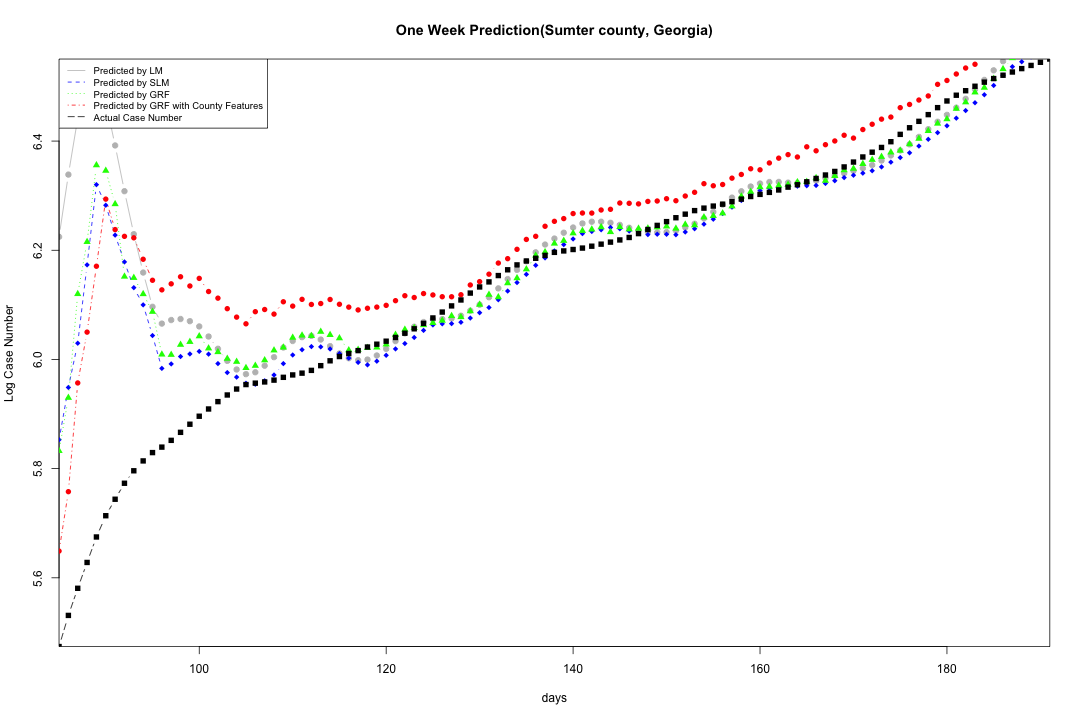 One Week Prediction(Sumter county, Georgia)
Predicted by LM
Predicted by SLM
Predicted by GRF
Predicted by GRF with County Features
Actual Case Number
6.4
6.2
6.0
5.8
5.6
Log Case Number
100 120 140 160 180
days